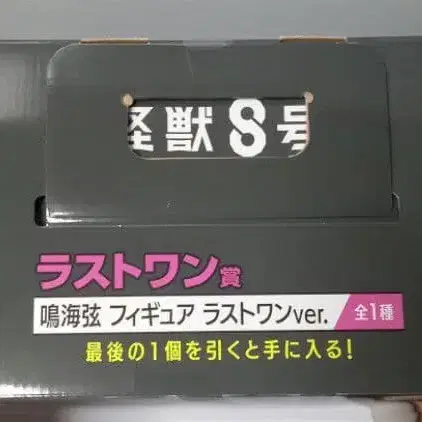 怪獣8号
ラストワン賞
鳴海弦 フィギュア ラストワンver. 全1種
最後の1個を引くと手に入る!